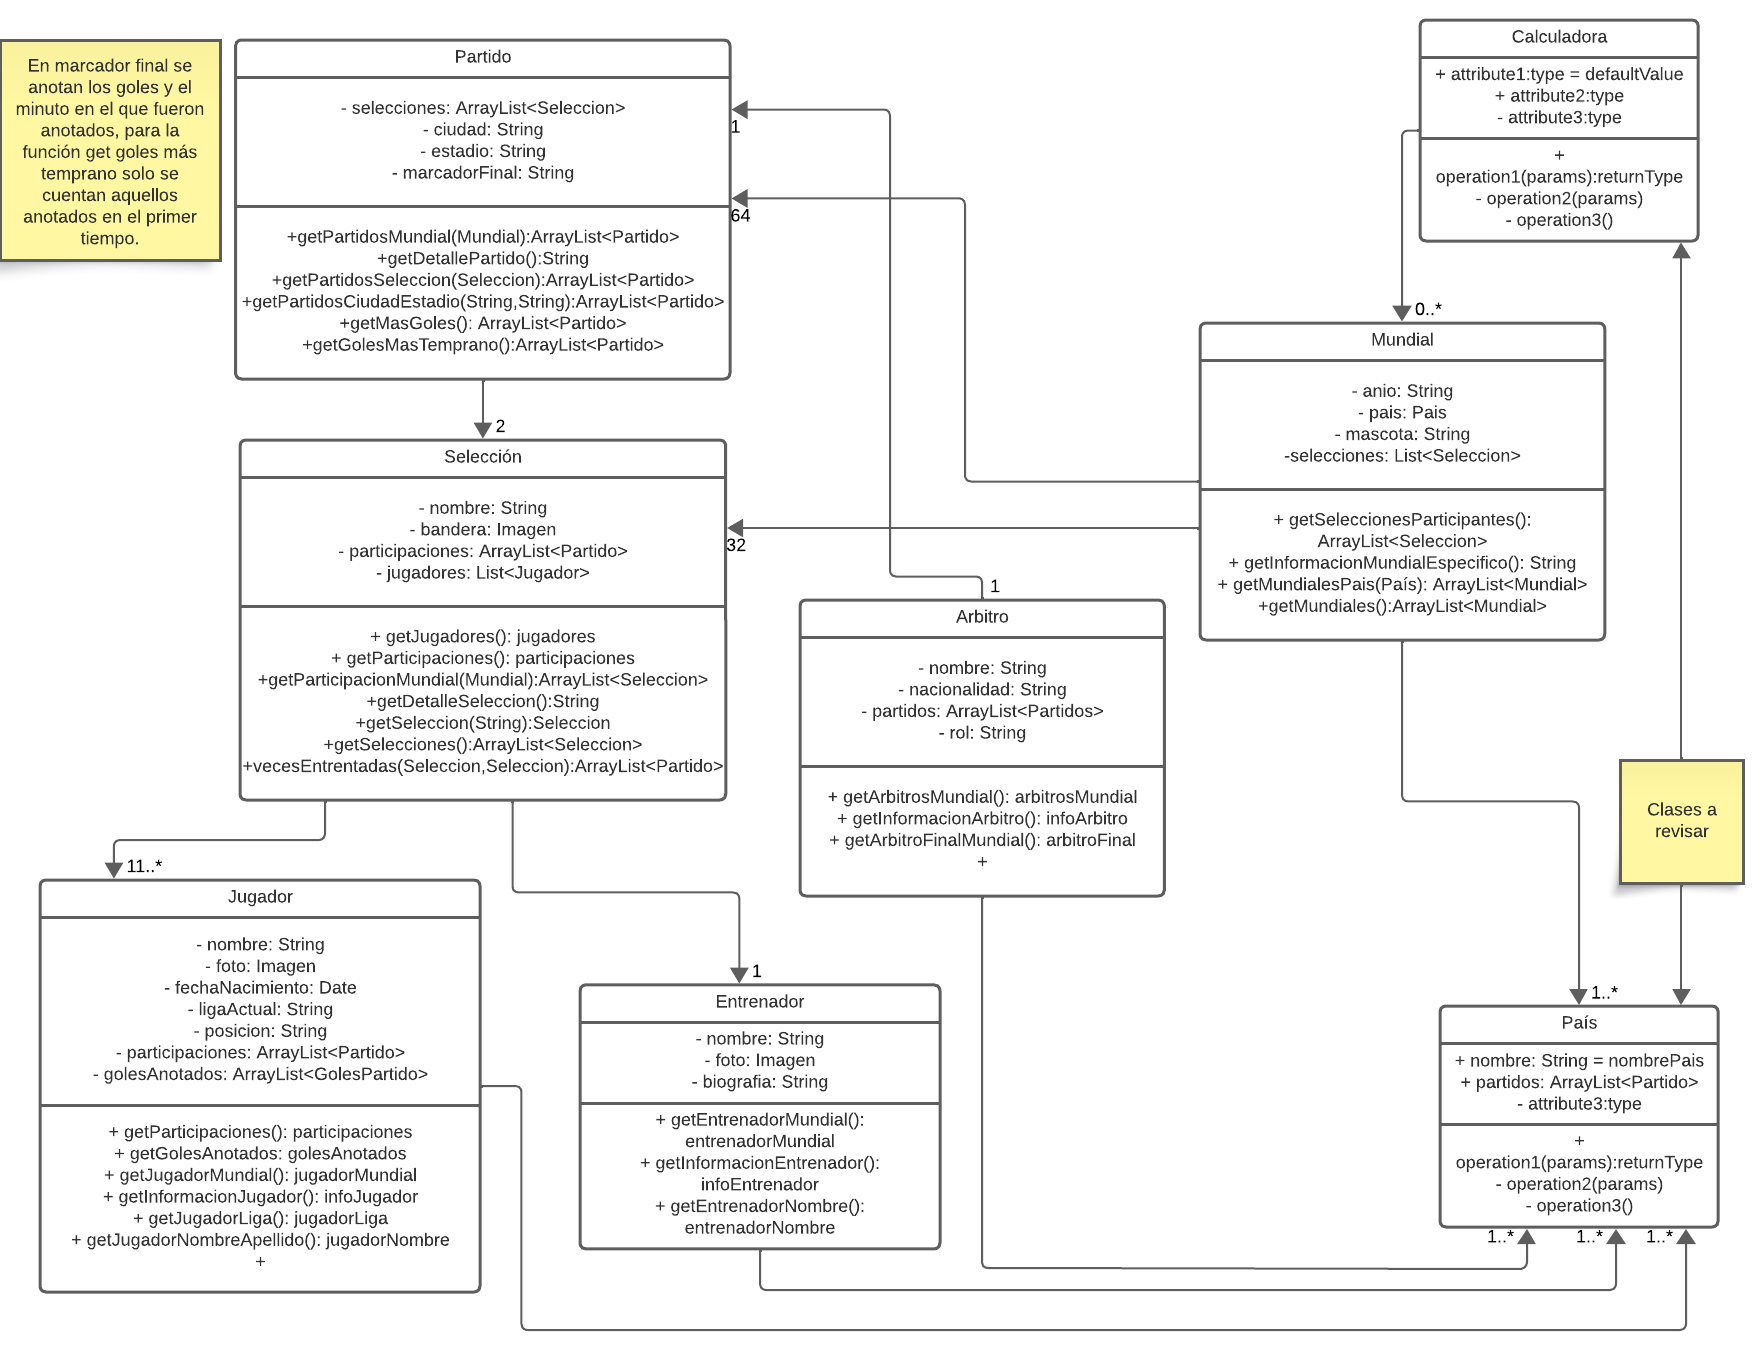 En marcador final se
anotan los goles y el
minuto en el que fueron
anotados, para la
función get goles más
temprano solo se
cuentan aquellos
anotados en el primer
tiempo.
Partido
- selecciones: ArrayList<Seleccion>
- ciudad: String
- estadio: String
- marcadorFinal: String
+getPartidosMundial(Mundial):ArrayList<Partido>
+getDetallePartido():String
+getPartidosSeleccion(Seleccion):ArrayList<Partido>
+getPartidosCiudadEstadio(String,String):ArrayList<Partido>
+getMasGoles(): ArrayList<Partido>
+getGolesMasTemprano():ArrayList<Partido>
1
64
2
Calculadora
+ attribute1:type = defaultValue
+ attribute2:type
- attribute3:type
+
operation1(params):returnType
- operation2(params)
- operation3()
0..*
Mundial
- anio: String
- pais: Pais
- mascota: String
-selecciones: List<Seleccion>
+ getSeleccionesParticipantes():
ArrayList<Seleccion>
+ getInformacionMundialEspecifico(): String
+ getMundialesPais(País): ArrayList<Mundial>
+getMundiales():ArrayList<Mundial>
Selección
- nombre: String
- bandera: Imagen
- participaciones: ArrayList<Partido>
- jugadores: List<Jugador>
+ getJugadores(): jugadores
+ getParticipaciones(): participaciones
+getParticipacionMundial(Mundial):ArrayList<Seleccion>
+getDetalleSeleccion():String
+getSeleccion(String):Seleccion
+getSelecciones():ArrayList<Seleccion>
+vecesEntrentadas(Seleccion,Seleccion):ArrayList<Partido>
32
1
Arbitro
- nombre: String
- nacionalidad: String
- partidos: ArrayList<Partidos>
- rol: String
+ getArbitrosMundial(): arbitrosMundial
+ getInformacionArbitro(): infoArbitro
+ getArbitroFinalMundial(): arbitroFinal
+
Clases a
revisar
11..*
Jugador
- nombre: String
- foto: Imagen
- fechaNacimiento: Date
- ligaActual: String
- posicion: String
- participaciones: ArrayList<Partido>
- golesAnotados: ArrayList<GolesPartido>
+ getParticipaciones(): participaciones
+ getGolesAnotados: golesAnotados
+ getJugadorMundial(): jugadorMundial
+ getInformacionJugador(): infoJugador
+ getJugadorLiga(): jugadorLiga
+ getJugadorNombreApellido(): jugadorNombre
+
1
Entrenador
- nombre: String
- foto: Imagen
- biografia: String
+ getEntrenadorMundial():
entrenadorMundial
+ getInformacionEntrenador():
infoEntrenador
+ getEntrenadorNombre():
entrenadorNombre
1..*
País
+ nombre: String = nombrePais
+ partidos: ArrayList<Partido>
- attribute3:type
+
operation1(params):returnType
- operation2(params)
- operation3()
1..*
1..*
1..*